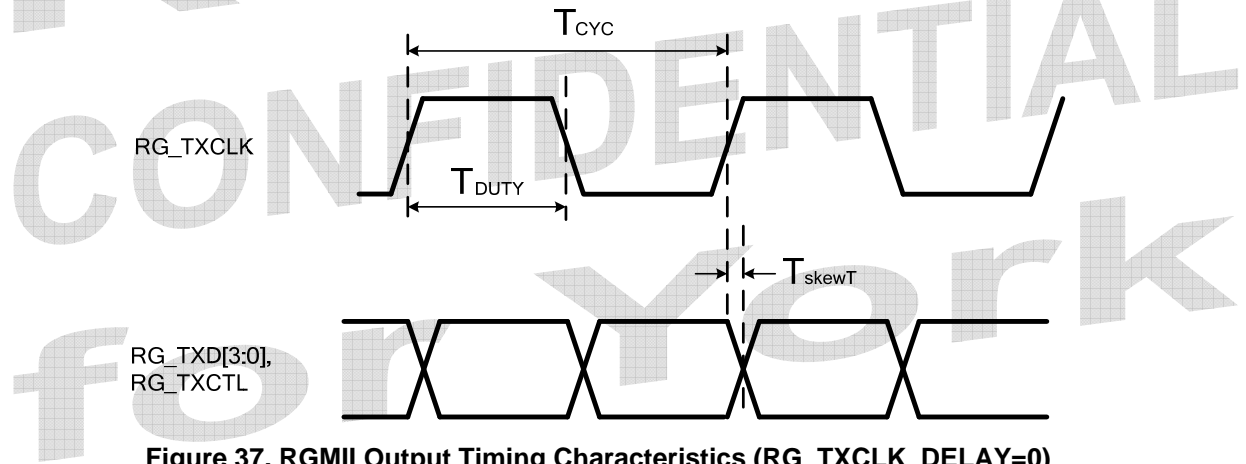 TCYC
CONFIDENTIAL
RG_TXCLK
TDUTY
TskewT
for York
RG_TXD[3:0],
RG_TXCTL
Figure 37. RGMII Output Timing Characteristics (RG_TXCLK_DELAY=0)